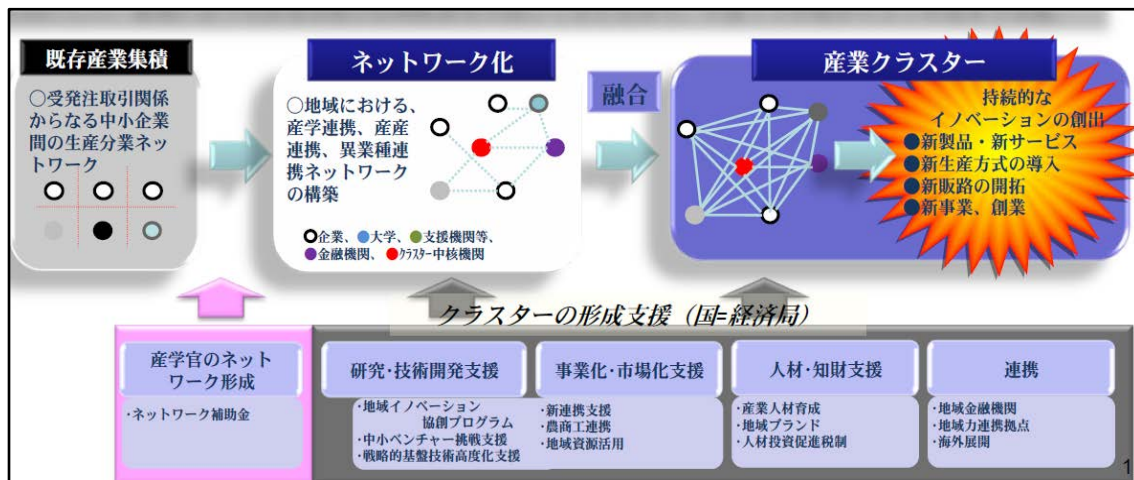 既存産業集積
○受発注取引関係
からなる中小企業
間の生産分業ネッ
トワーク
ネットワーク化
○地域における、
産学連携、産産
連携、異業種連
携ネットワーク
の構築
○企業、●大学、●支援機関等、
●金融機関、●クラスター中核機関
融合
産業クラスター
持続的な
イノベーションの創出
●新製品・新サービス
●新生産方式の導入
●新販路の開拓
●新事業、創業
クラスターの形成支援（国=経済局）
産学官のネット
ワーク形成
・ネットワーク補助金
研究・技術開発支援
・地域イノベーション
協創プログラム
・中小ベンチャー挑戦支援
・戦略的基盤技術高度化支援
事業化・市場化支援
・新連携支援
・農商工連携
・地域資源活用
人材・知財支援
・産業人材育成
・地域ブランド
・人材投資促進税制
連携
・地域金融機関
・地域力連携拠点
・海外展開
1